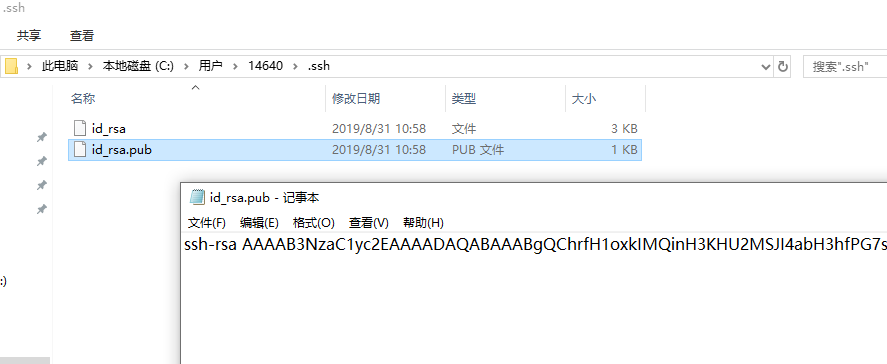 .ssh
共享 查看
此电脑 本地磁盘 (C:) 用户 14640 .ssh 搜索".ssh"
名称 修改日期 类型 大小
id_rsa 2019/8/31 10:58 文件 3 KB
id_rsa.pub 2019/8/31 10:58 PUB 文件 1 KB
id_rsa.pub - 记事本
文件(F) 编辑(E) 格式(O) 查看(V) 帮助(H)
ssh-rsa AAAAB3NzaC1yc2EAAAADAQABAAABgQChrfH1oxkIMQinH3KHU2MSJI4abH3hfPG7s
:)